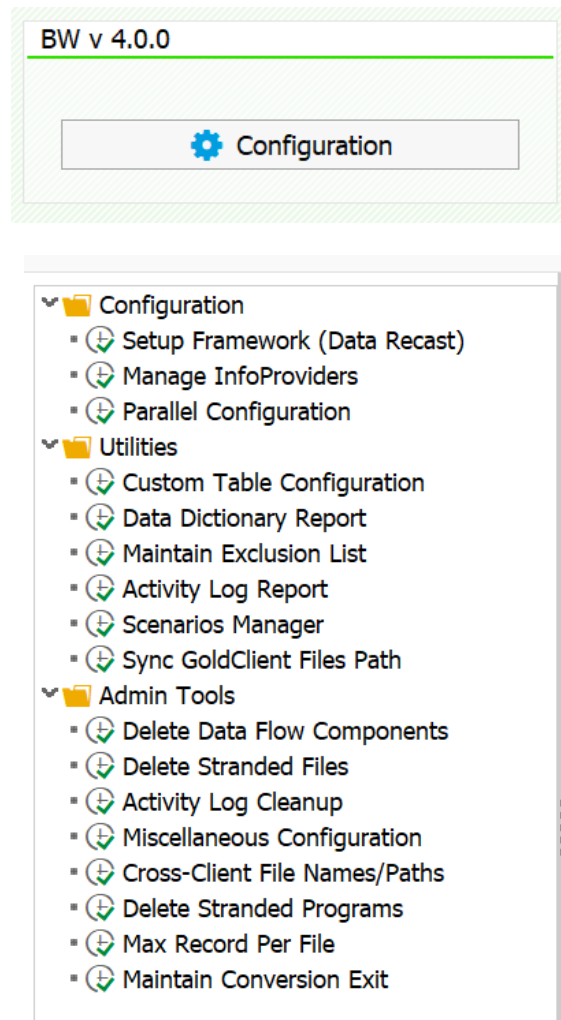 BW v 4.0.0
Configuration
Configuration
Setup Framework (Data Recast)
Manage InfoProviders
Parallel Configuration
Utilities
Custom Table Configuration
Data Dictionary Report
Maintain Exclusion List
Activity Log Report
Scenarios Manager
Sync GoldClient Files Path
Admin Tools
Delete Data Flow Components
Delete Stranded Files
Activity Log Cleanup
Miscellaneous Configuration
Cross-Client File Names/Paths
Delete Stranded Programs
Max Record Per File
Maintain Conversion Exit